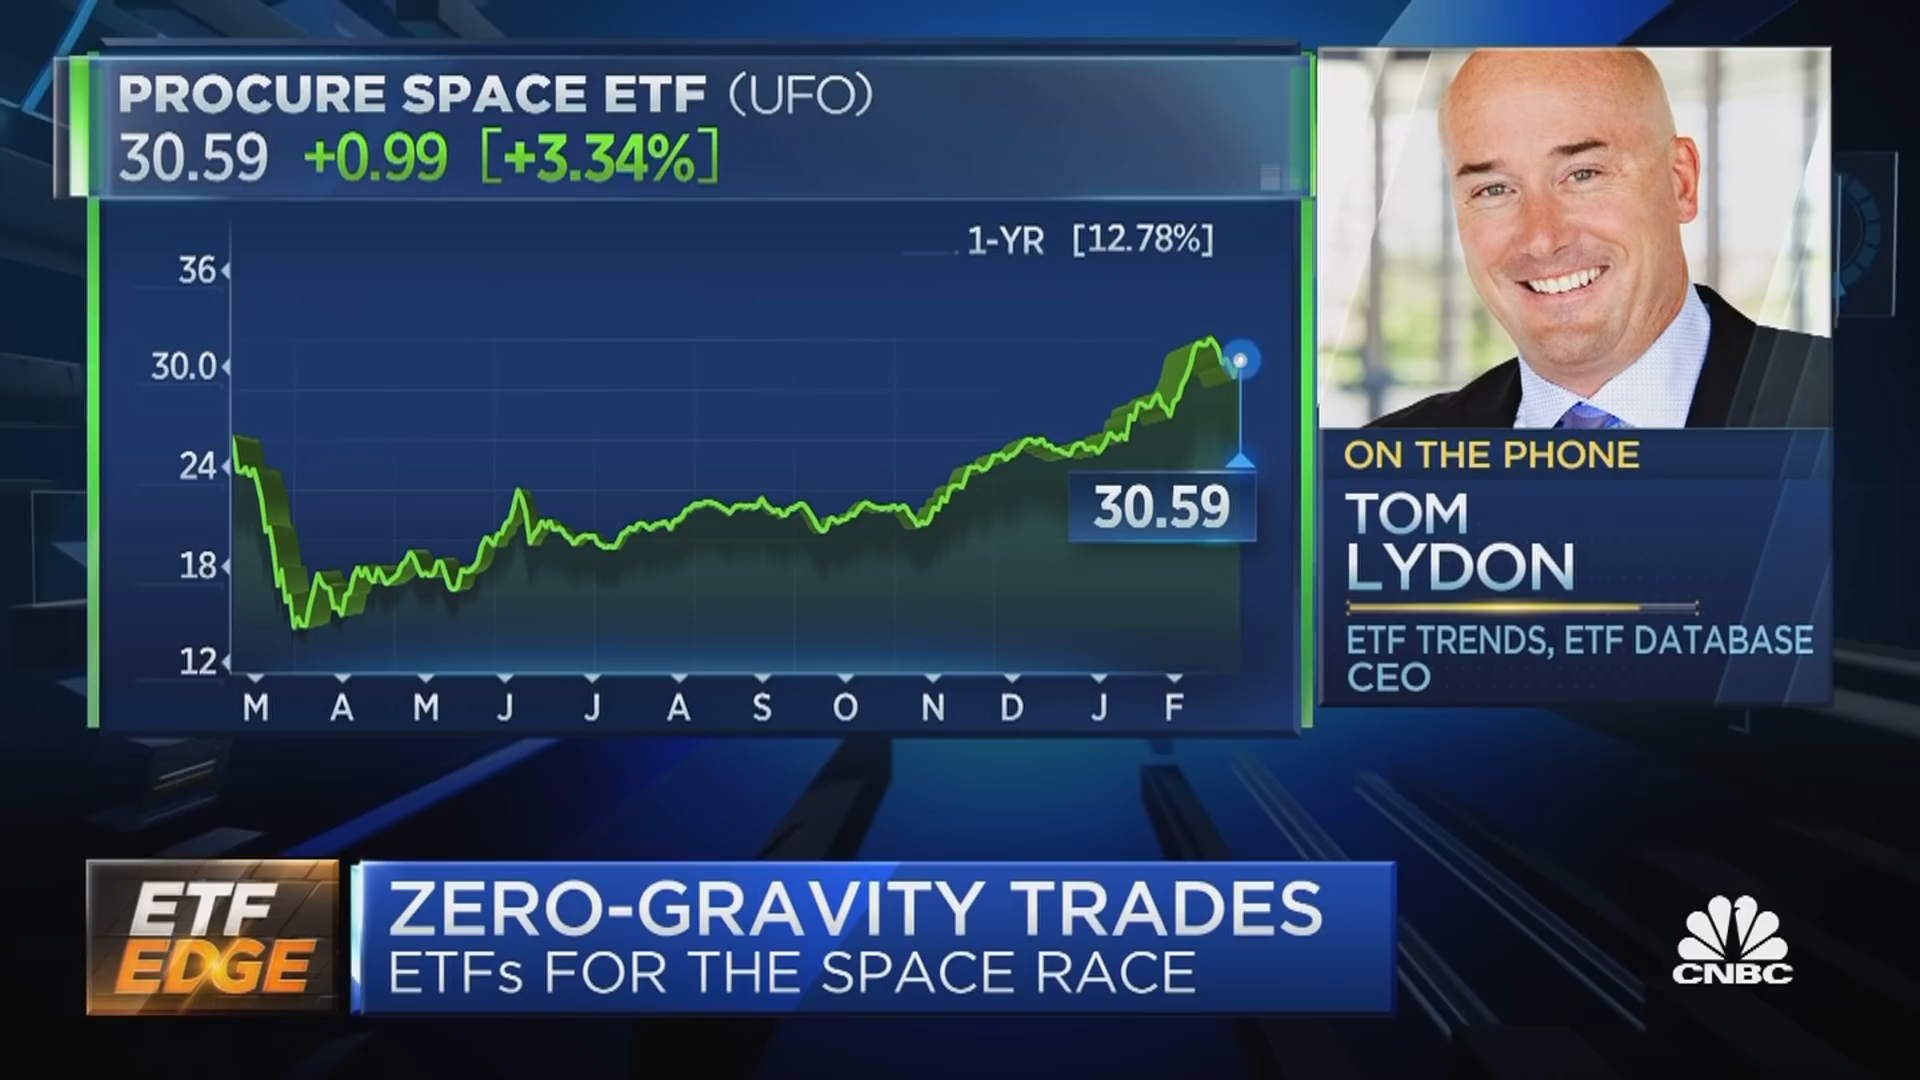 PROCURE SPACE ETF (UFO)
30.59 +0.99 [+3.34%]
1-YR [12.78%]
36
30.0
24
18
12
30.59
M A M J J A S O N D J F
ON THE PHONE
TOM
LYDON
ETF TRENDS, ETF DATABASE
CEO
ETF
EDGE
ZERO-GRAVITY TRADES
ETFs FOR THE SPACE RACE
CNBC